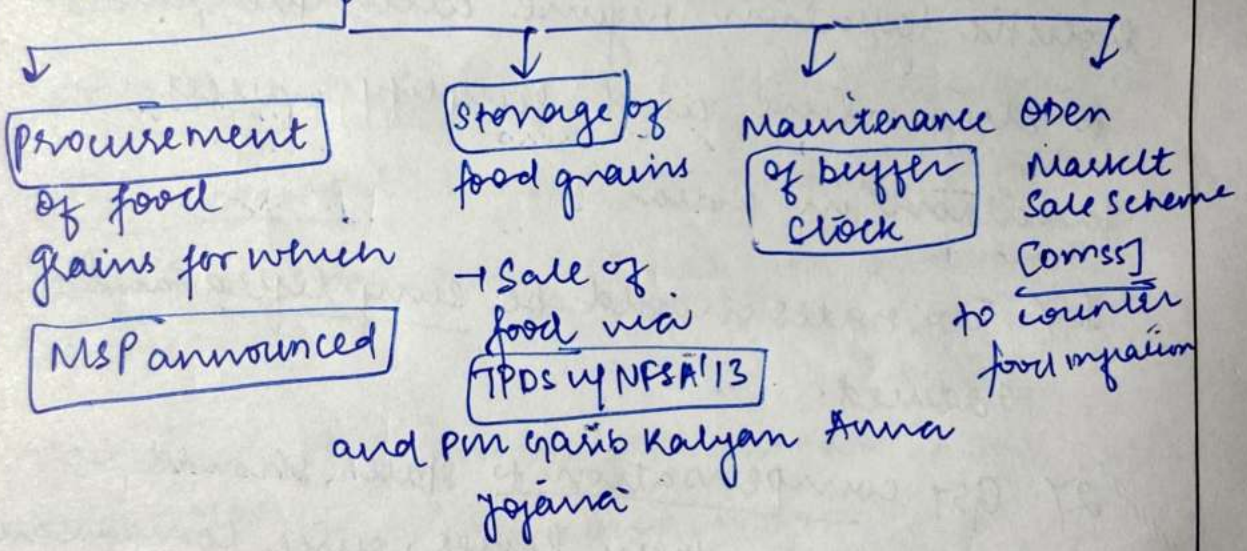 Procurement
of food
grains for which
MSP announced
Storage of
food grains
→ Sale of
food via
TPDS u/ NFSA'13
and PM Garib Kalyan Anna
Yojana
Maintenance
of buffer
stock
Open
Market
Sale Scheme
[OMSS]
to counter
food inflation